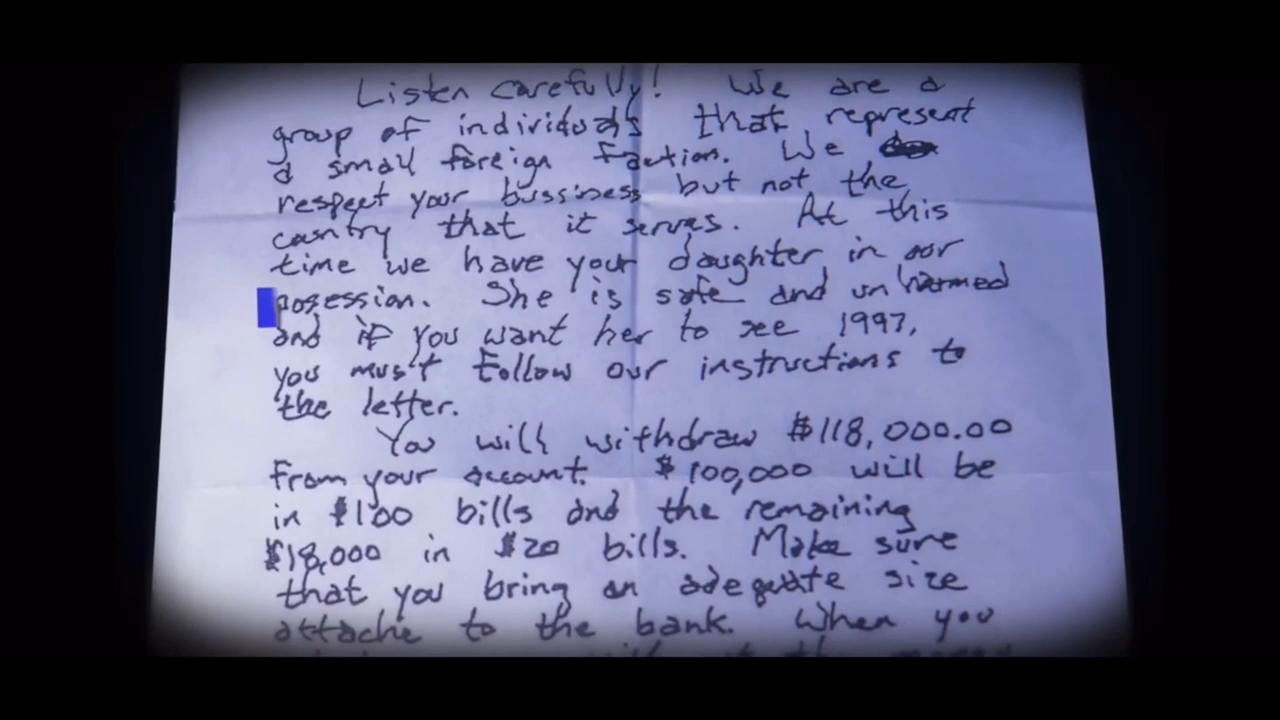 Listen carefully! We are a
group of individuals that represent
a small foreign faction. We
respect your bussiness but not the
country that it serves. At this
time we have your daughter in our
posession. She is safe and unharmed
and if you want her to see 1997,
you must follow our instructions to
the letter.
You will withdraw $118,000.00
from your account. $100,000 will be
in $100 bills and the remaining
$18,000 in $20 bills. Make sure
that you bring an adequate size
attache to the bank. When you